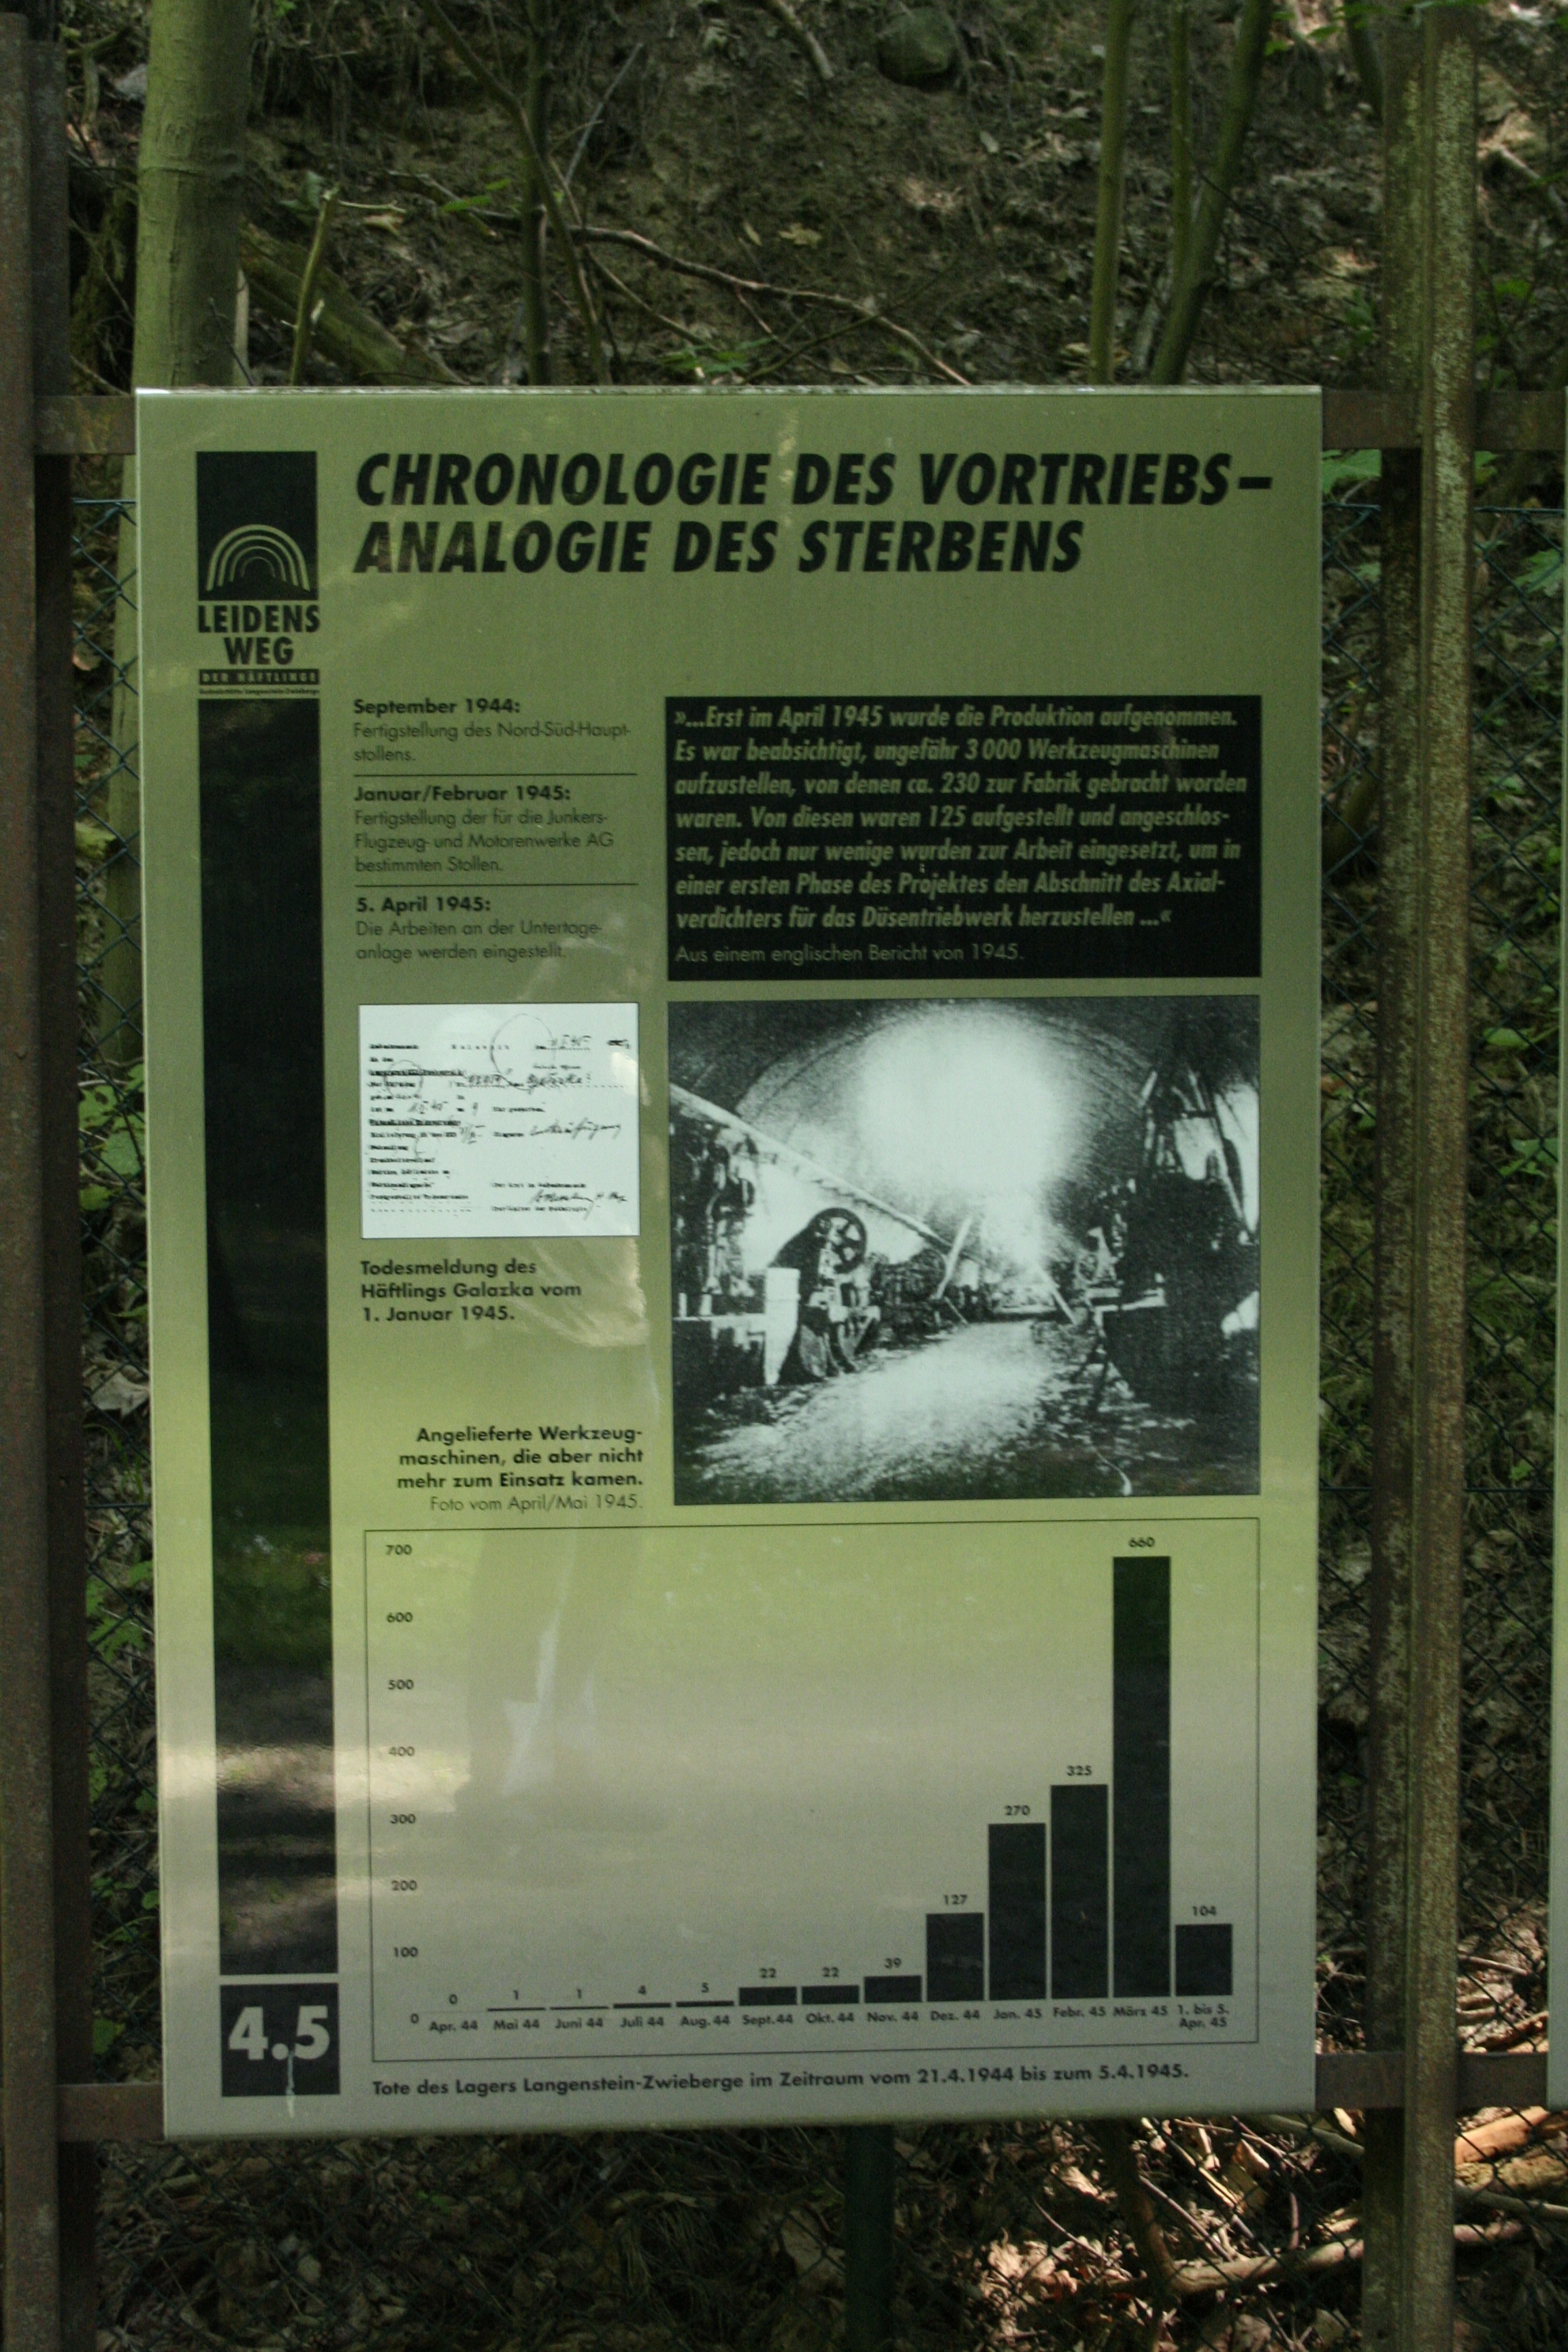 CHRONOLOGIE DES VORTRIEBS –
ANALOGIE DES STERBENS
LEIDENS
WEG
DER HÄFTLINGE
Gedenkstätte Langenstein-Zwieberge
September 1944:
Fertigstellung des Nord-Süd-Haupt-
stollens.
Januar/Februar 1945:
Fertigstellung der für die Junkers-
Flugzeug- und Motorenwerke AG
bestimmten Stollen.
5. April 1945:
Die Arbeiten an der Untertage-
anlage werden eingestellt.
»...Erst im April 1945 wurde die Produktion aufgenommen.
Es war beabsichtigt, ungefähr 3 000 Werkzeugmaschinen
aufzustellen, von denen ca. 230 zur Fabrik gebracht worden
waren. Von diesen waren 125 aufgestellt und angeschlos-
sen, jedoch nur wenige wurden zur Arbeit eingesetzt, um in
einer ersten Phase des Projektes den Abschnitt des Axial-
verdichters für das Düsentriebwerk herzustellen ...«
Aus einem englischen Bericht von 1945.
Todesmeldung des
Häftlings Galazka vom
1. Januar 1945.
Angelieferte Werkzeug-
maschinen, die aber nicht
mehr zum Einsatz kamen.
Foto vom April/Mai 1945.
700
600
500
400
300
200
100
0
0 1 1 4 5 22 22 39 127 270 325 660 104
Apr. 44 Mai 44 Juni 44 Juli 44 Aug. 44 Sept. 44 Okt. 44 Nov. 44 Dez. 44 Jan. 45 Febr. 45 März 45 1. bis 5.
Apr. 45
4.5
Tote des Lagers Langenstein-Zwieberge im Zeitraum vom 21.4.1944 bis zum 5.4.1945.